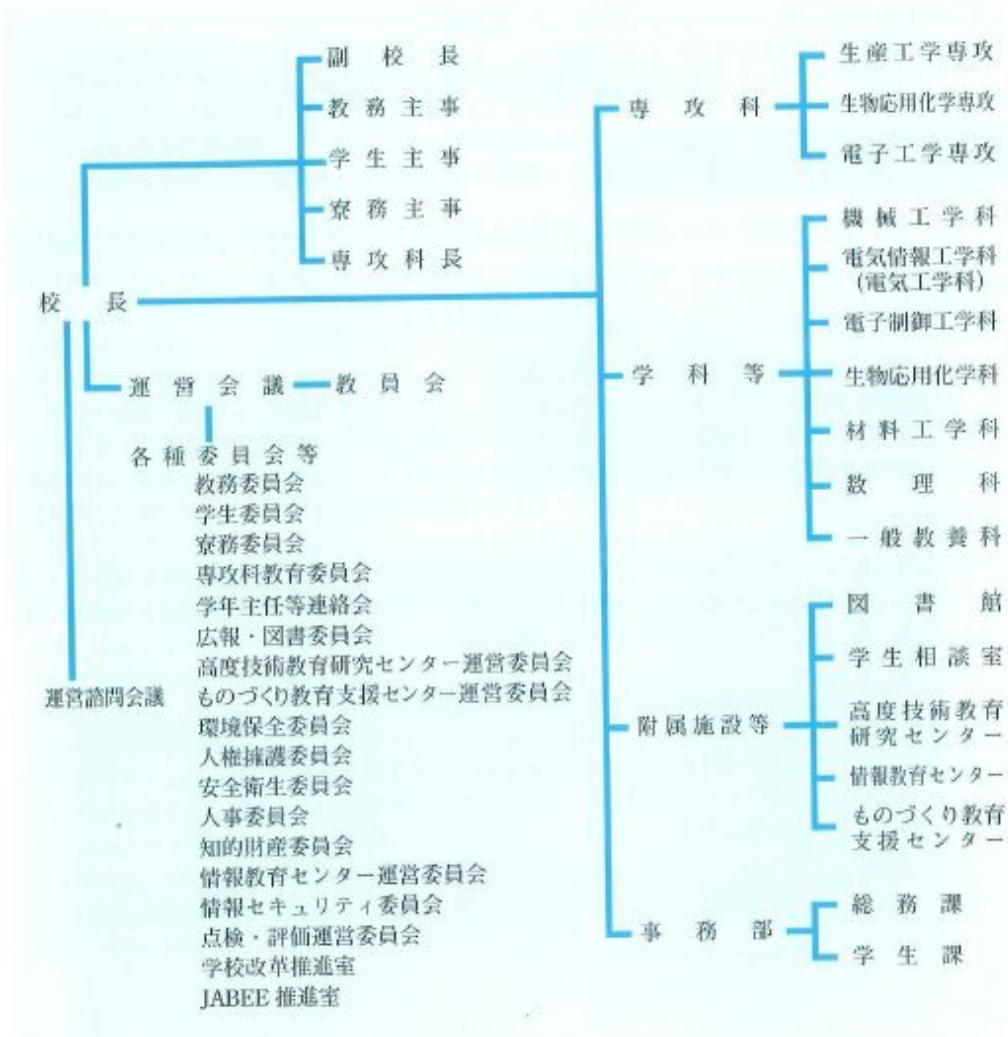 副校長
教務主事
学生主事
寮務主事
専攻科長
校長
運営会議
教員会
各種委員会等
教務委員会
学生委員会
寮務委員会
専攻科教育委員会
学年主任等連絡会
広報・図書委員会
高度技術教育研究センター運営委員会
ものづくり教育支援センター運営委員会
環境保全委員会
人権擁護委員会
安全衛生委員会
人事委員会
知的財産委員会
情報教育センター運営委員会
情報セキュリティ委員会
点検・評価運営委員会
学校改革推進室
JABEE 推進室
運営諮問会議
専攻科
生産工学専攻
生物応用化学専攻
電子工学専攻
学科等
機械工学科
電気情報工学科
(電気工学科)
電子制御工学科
生物応用化学科
材料工学科
数理科
一般教養科
附属施設等
図書館
学生相談室
高度技術教育
研究センター
情報教育センター
ものづくり教育
支援センター
事務部
総務課
学生課